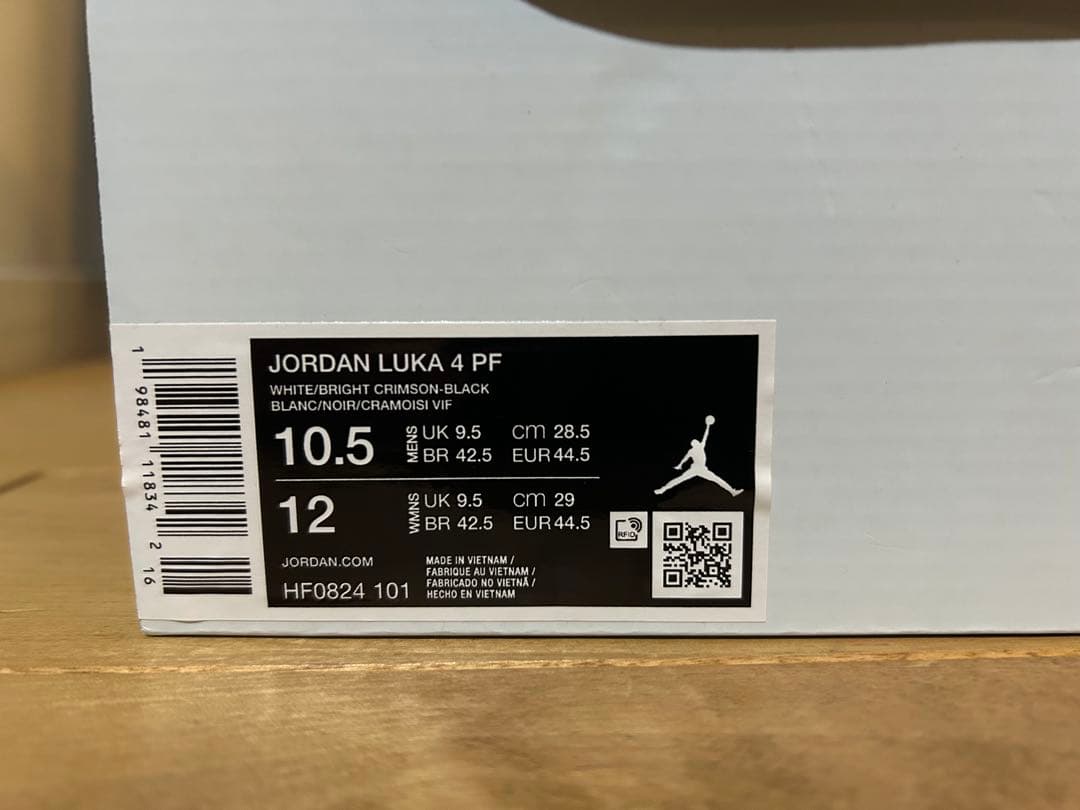 JORDAN LUKA 4 PF
WHITE/BRIGHT CRIMSON-BLACK
BLANC/NOIR/CRAMOISI VIF
10.5 MENS UK 9.5 cm 28.5
BR 42.5 EUR 44.5
12 WMNS UK 9.5 cm 29
BR 42.5 EUR 44.5
RFID
JORDAN.COM
HF0824 101
MADE IN VIETNAM /
FABRIQUE AU VIETNAM /
FABRICADO NO VIETNÃ /
HECHO EN VIETNAM
1 98481 11834 2 16